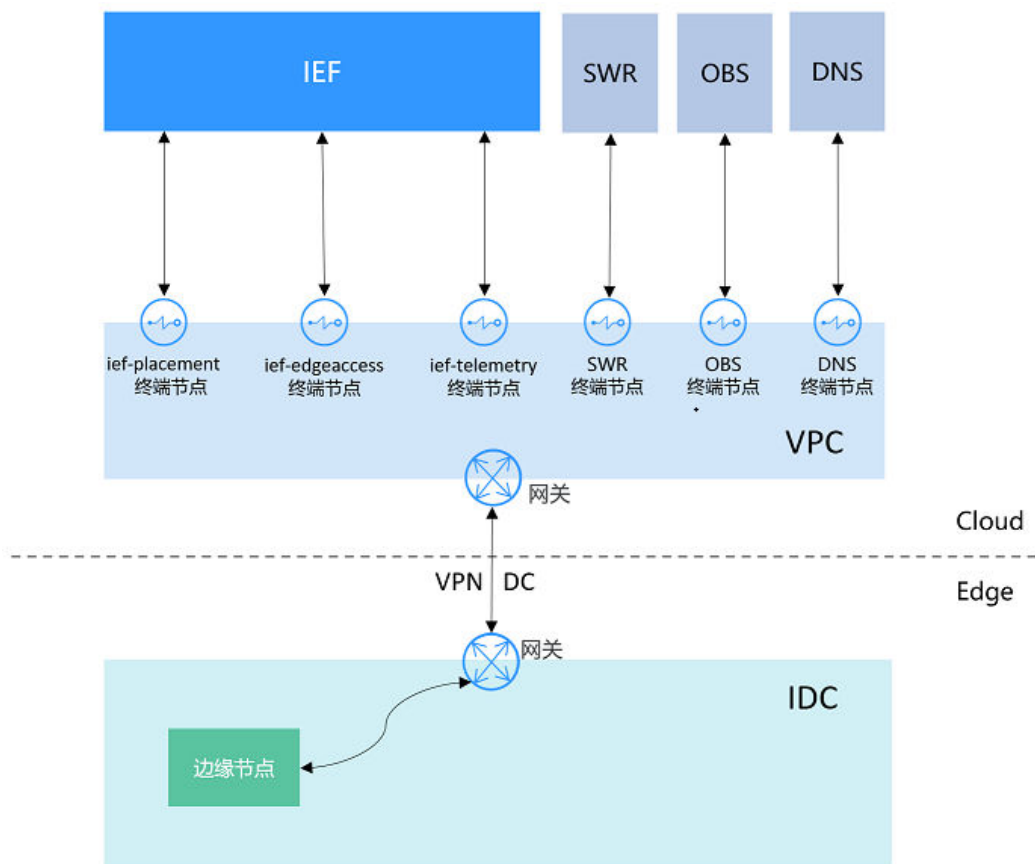 IEF
SWR
OBS
DNS
ief-placement
终端节点
ief-edgeaccess
终端节点
ief-telemetry
终端节点
SWR
终端节点
OBS
终端节点
DNS
终端节点
VPC
网关
Cloud
VPN
DC
Edge
网关
IDC
边缘节点